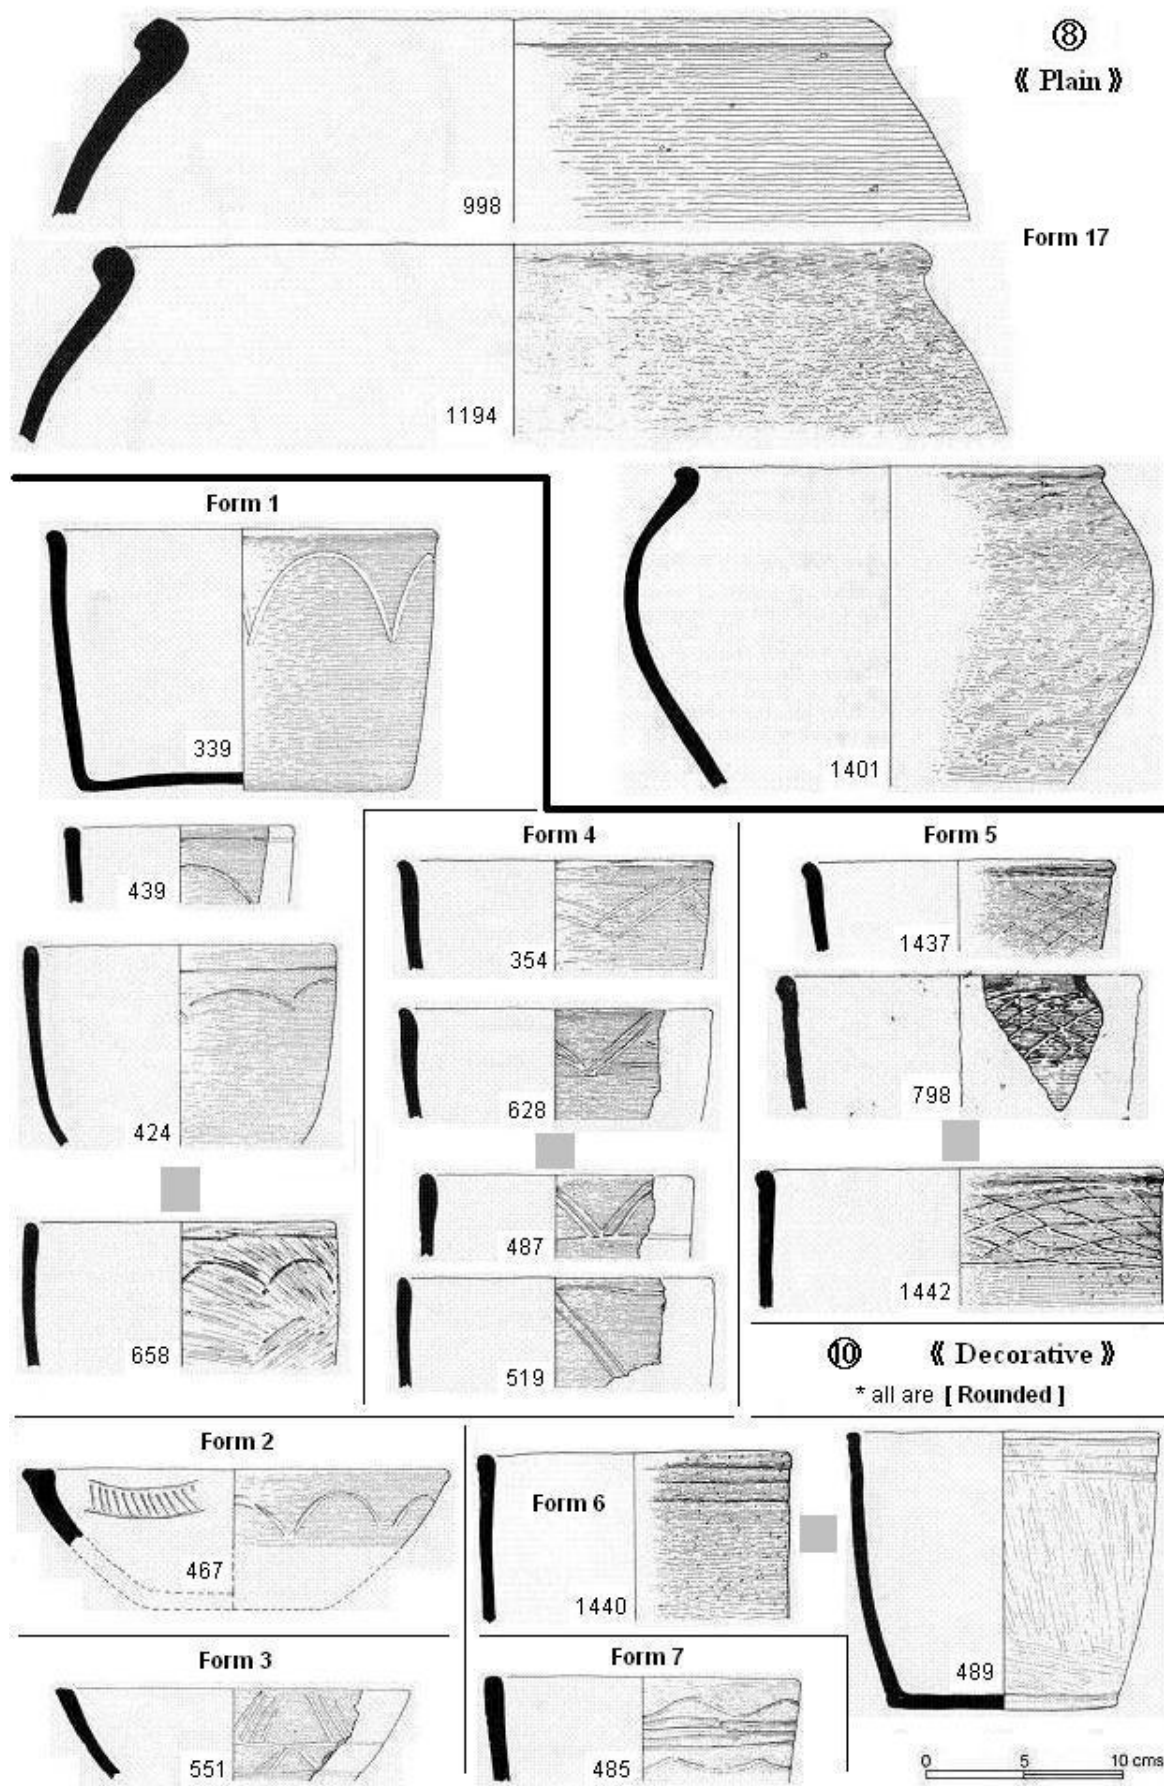 ⑧
⟪ Plain ⟫
998
Form 17
1194
Form 1
339
1401
439
424
658
Form 4
354
628
487
519
Form 5
1437
798
1442
⑩ ⟪ Decorative ⟫
* all are [ Rounded ]
Form 2
467
Form 3
551
Form 6
1440
489
Form 7
485
0 5 10 cms